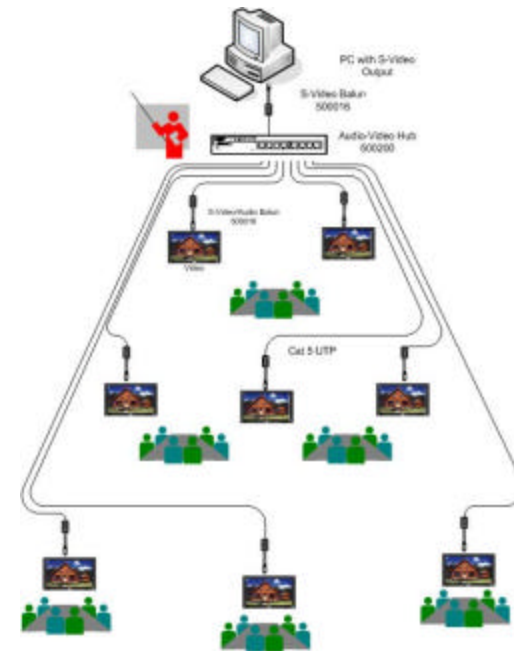 PC with S-Video
Output
S-Video Balun
500016
Audio-Video Hub
500200
S-Video/Audio Balun
500016
Video
Cat 5 UTP